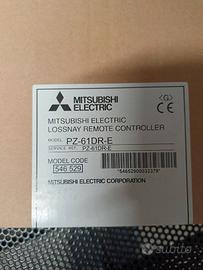 MITSUBISHI
ELECTRIC
MITSUBISHI ELECTRIC
LOSSNAY REMOTE CONTROLLER
MODEL PZ-61DR-E
SERVICE REF. PZ-61DR-E
MODEL CODE
546 529
MITSUBISHI ELECTRIC CORPORATION
subito